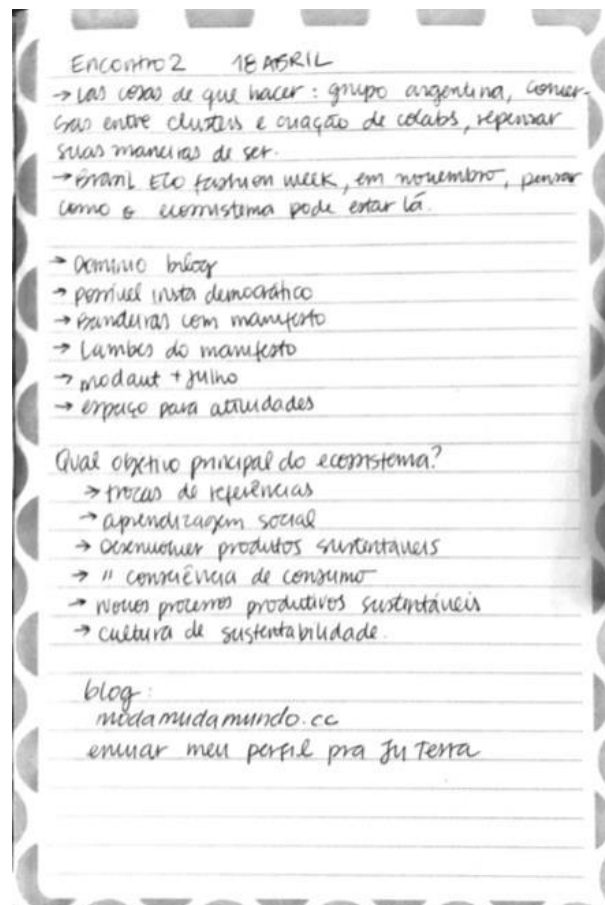 Encontro 2 18 ABRIL
→ Las cosas de que hacer: grupo argentina, conver-
sas entre clusters e criação de colabs, repensar
suas maneiras de ser.
→ Brasil Eco fashion week, em novembro, pensar
como o ecossistema pode estar lá.
→ Domínio blog
→ possível insta democrático
→ Bandeiras com manifesto
→ Lambes do manifesto
→ modaut + Julho
→ espaço para atividades
Qual objetivo principal do ecossistema?
→ trocas de referências
→ aprendizagem social
→ Desenvolver produtos sustentáveis
→ " consciência de consumo
→ Novos processos produtivos sustentáveis
→ cultura de sustentabilidade.
blog:
modamudamundo.cc
enviar meu perfil pra Ju Terra